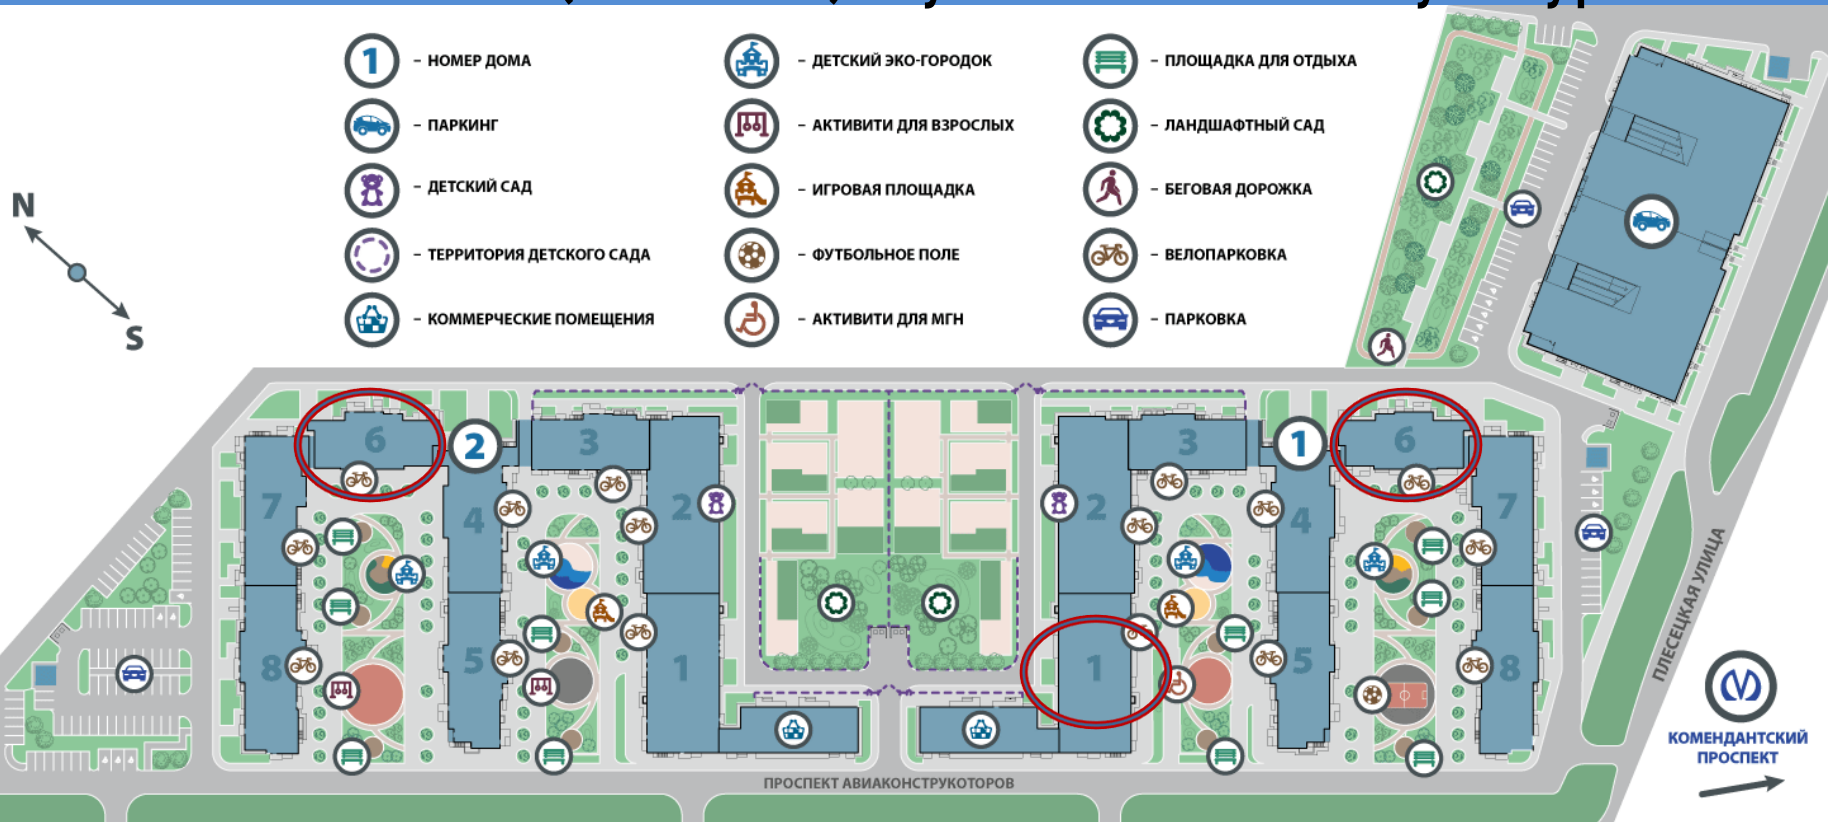 1 – НОМЕР ДОМА
– ДЕТСКИЙ ЭКО-ГОРОДОК
– ПЛОЩАДКА ДЛЯ ОТДЫХА
– ПАРКИНГ
– АКТИВИТИ ДЛЯ ВЗРОСЛЫХ
– ЛАНДШАФТНЫЙ САД
– ДЕТСКИЙ САД
– ИГРОВАЯ ПЛОЩАДКА
– БЕГОВАЯ ДОРОЖКА
– ТЕРРИТОРИЯ ДЕТСКОГО САДА
– ФУТБОЛЬНОЕ ПОЛЕ
– ВЕЛОПАРКОВКА
– КОММЕРЧЕСКИЕ ПОМЕЩЕНИЯ
– АКТИВИТИ ДЛЯ МГН
– ПАРКОВКА
N
S
6
2
3
3
1
6
7
4
2
2
4
7
8
5
1
1
5
8
ПЛЕСЕЦКАЯ УЛИЦА
КОМЕНДАНТСКИЙ
ПРОСПЕКТ
ПРОСПЕКТ АВИАКОНСТРУКОТОРОВ